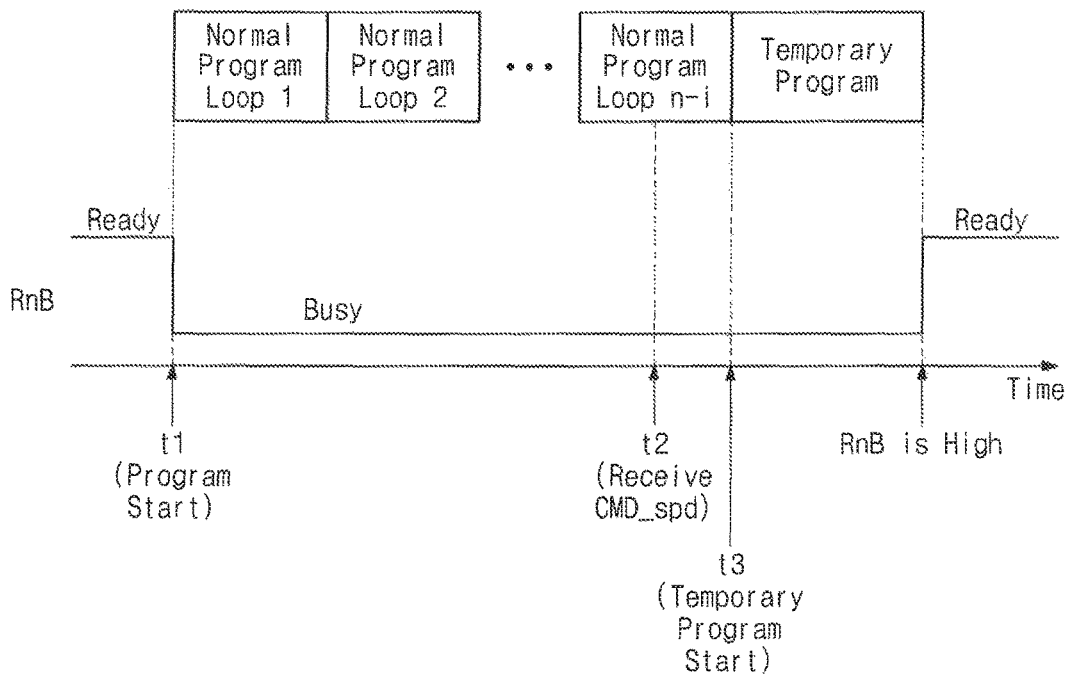 Normal
Program
Loop 1
Normal
Program
Loop 2
• • •
Normal
Program
Loop n-i
Temporary
Program
Ready
Ready
RnB
Busy
Time
t1
(Program
Start)
t2
(Receive
CMD_spd)
RnB is High
t3
(Temporary
Program
Start)